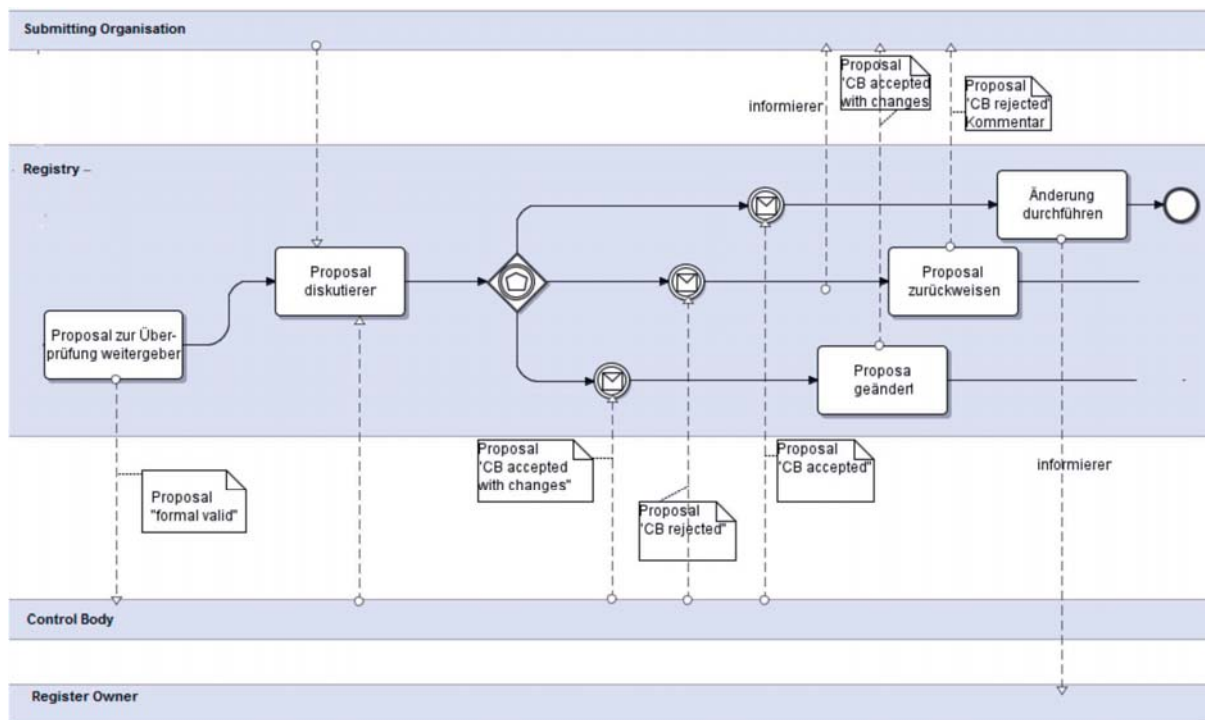 Submitting Organisation
Proposal
'CB accepted
with changes
informierer
Proposal
'CB rejected'
Kommentar
Registry –
Änderung
durchführen
Proposal
diskutierer
Proposal
zurückweisen
Proposal zur Über-
prüfung weitergeber
Proposa
geändert
Proposal
'CB accepted
with changes"
Proposal
'CB accepted"
informierer
Proposal
"formal valid"
Proposal
'CB rejected"
Control Body
Register Owner